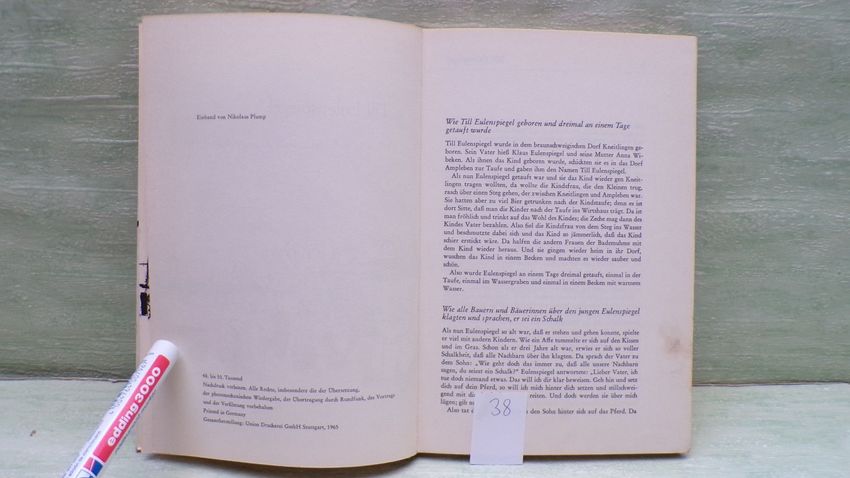 Einband von Nikolaus Plump
46. bis 50. Tausend
Nachdruck verboten. Alle Rechte, insbesondere die der Übersetzung,
der photomechanischen Wiedergabe, der Übertragung durch Rundfunk, des Vortrags
und der Verfilmung vorbehalten
Printed in Germany
Gesamtherstellung: Union Druckerei GmbH Stuttgart, 1965
edding 3000
Wie Till Eulenspiegel geboren und dreimal an einem Tage
getauft wurde
Till Eulenspiegel wurde in dem braunschweigischen Dorf Kneitlingen ge-
boren. Sein Vater hieß Klaus Eulenspiegel und seine Mutter Anna Wi-
beken. Als ihnen das Kind geboren wurde, schickten sie es in das Dorf
Ampleben zur Taufe und gaben ihm den Namen Till Eulenspiegel.
Als nun Eulenspiegel getauft war und sie das Kind wieder gen Kneit-
lingen tragen wollten, da wollte die Kindsfrau, die den Kleinen trug,
rasch über einen Steg gehen, der zwischen Kneitlingen und Ampleben war.
Sie hatten aber zu viel Bier getrunken nach der Kindstaufe; denn es ist
dort Sitte, daß man die Kinder nach der Taufe ins Wirtshaus trägt. Da ist
man fröhlich und trinkt auf das Wohl des Kindes; die Zeche mag dann des
Kindes Vater bezahlen. Also fiel die Kindsfrau von dem Steg ins Wasser
und beschmutzte dabei sich und das Kind so jämmerlich, daß das Kind
schier erstickt wäre. Da halfen die andern Frauen der Bademuhme mit
dem Kind wieder heraus. Und sie gingen wieder heim in ihr Dorf,
wuschen das Kind in einem Becken und machten es wieder sauber und
schön.
Also wurde Eulenspiegel an einem Tage dreimal getauft, einmal in der
Taufe, einmal im Wassergraben und einmal in einem Becken mit warmem
Wasser.
Wie alle Bauern und Bäuerinnen über den jungen Eulenspiegel
klagten und sprachen, er sei ein Schalk
Als nun Eulenspiegel so alt war, daß er stehen und gehen konnte, spielte
er viel mit andern Kindern. Wie ein Affe tummelte er sich auf den Kissen
und im Gras. Schon als er drei Jahre alt war, erwies er sich so voller
Schalkheit, daß alle Nachbarn über ihn klagten. Da sprach der Vater zu
dem Sohn: „Wie geht doch das immer zu, daß alle unsere Nachbarn
sagen, du seiest ein Schalk?“ Eulenspiegel antwortete: „Lieber Vater, ich
tue doch niemand etwas. Das will ich dir klar beweisen. Geh hin und setz
dich auf dein Pferd, so will ich mich hinter dich setzen und stillschwei-
gend mit dir reiten. Und doch werden sie über mich
lügen;
Also tat den Sohn hinter sich auf das Pferd. Da
38